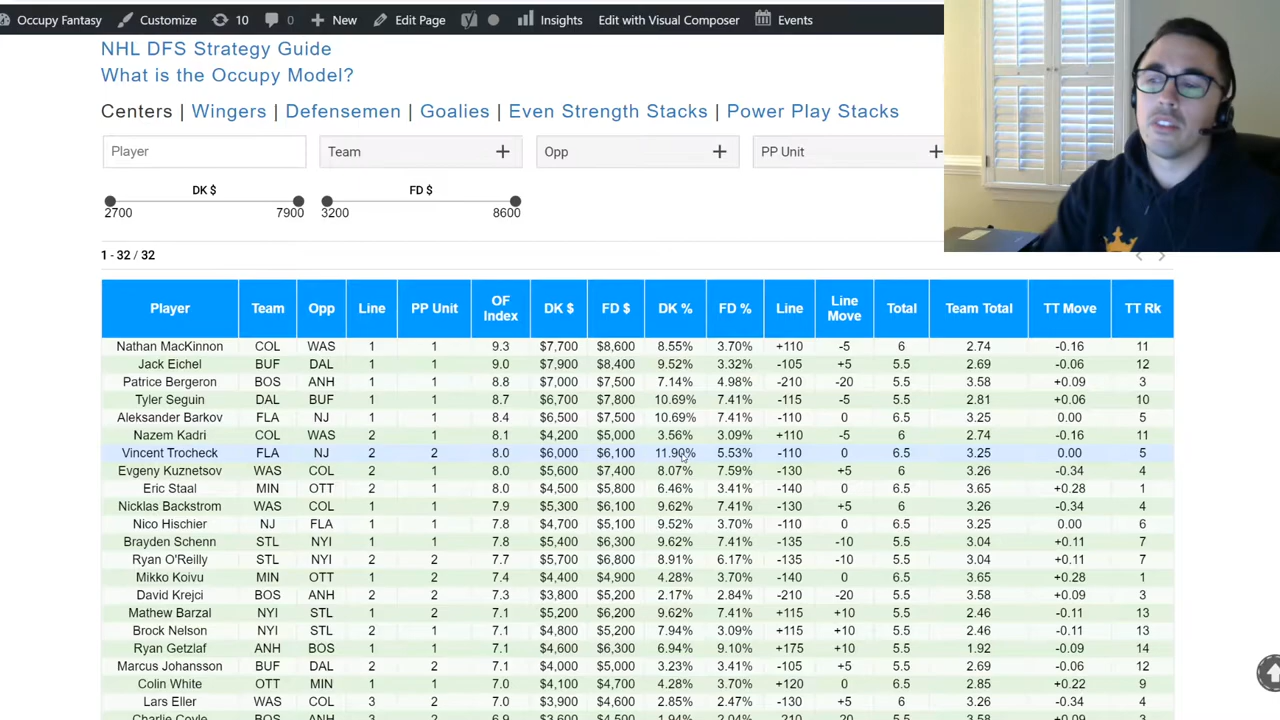 Occupy Fantasy Customize 10 0 New Edit Page Insights Edit with Visual Composer Events
NHL DFS Strategy Guide
What is the Occupy Model?
Centers | Wingers | Defensemen | Goalies | Even Strength Stacks | Power Play Stacks
Player Team + Opp + PP Unit +
DK $ FD $
2700 7900 3200 8600
1 - 32 / 32
Player Team Opp Line PP Unit OF Index DK $ FD $ DK % FD % Line Line Move Total Team Total TT Move TT Rk
Nathan MacKinnon COL WAS 1 1 9.3 $7,700 $8,600 8.55% 3.70% +110 -5 6 2.74 -0.16 11
Jack Eichel BUF DAL 1 1 9.0 $7,900 $8,400 9.52% 3.32% -105 +5 5.5 2.69 -0.06 12
Patrice Bergeron BOS ANH 1 1 8.8 $7,000 $7,500 7.14% 4.98% -210 -20 5.5 3.58 +0.09 3
Tyler Seguin DAL BUF 1 1 8.7 $6,700 $7,800 10.69% 7.41% -115 -5 5.5 2.81 +0.06 10
Aleksander Barkov FLA NJ 1 1 8.4 $6,500 $7,500 10.69% 7.41% -110 0 6.5 3.25 0.00 5
Nazem Kadri COL WAS 2 1 8.1 $4,200 $5,000 3.56% 3.09% +110 -5 6 2.74 -0.16 11
Vincent Trocheck FLA NJ 2 2 8.0 $6,000 $6,100 11.90% 5.53% -110 0 6.5 3.25 0.00 5
Evgeny Kuznetsov WAS COL 2 1 8.0 $5,600 $7,400 8.07% 7.59% -130 +5 6 3.26 -0.34 4
Eric Staal MIN OTT 2 1 8.0 $4,500 $5,800 6.46% 3.41% -140 0 6.5 3.65 +0.28 1
Nicklas Backstrom WAS COL 1 1 7.9 $5,300 $6,100 9.62% 7.41% -130 +5 6 3.26 -0.34 4
Nico Hischier NJ FLA 1 1 7.8 $4,700 $5,100 9.52% 3.70% -110 0 6.5 3.25 0.00 6
Brayden Schenn STL NYI 1 1 7.8 $5,400 $6,300 9.62% 7.41% -135 -10 5.5 3.04 +0.11 7
Ryan O'Reilly STL NYI 2 2 7.7 $5,700 $6,800 8.91% 6.17% -135 -10 5.5 3.04 +0.11 7
Mikko Koivu MIN OTT 1 2 7.4 $4,400 $4,900 4.28% 3.70% -140 0 6.5 3.65 +0.28 1
David Krejci BOS ANH 2 2 7.3 $3,800 $5,200 2.17% 2.84% -210 -20 5.5 3.58 +0.09 3
Mathew Barzal NYI STL 1 2 7.1 $5,200 $6,200 9.62% 7.41% +115 +10 5.5 2.46 -0.11 13
Brock Nelson NYI STL 2 1 7.1 $4,800 $5,200 7.94% 3.09% +115 +10 5.5 2.46 -0.11 13
Ryan Getzlaf ANH BOS 1 1 7.1 $4,600 $6,300 6.94% 9.10% +175 +10 5.5 1.92 -0.09 14
Marcus Johansson BUF DAL 2 2 7.1 $4,000 $5,000 3.23% 3.41% -105 +5 5.5 2.69 -0.06 12
Colin White OTT MIN 1 1 7.0 $4,100 $4,700 4.28% 3.70% +120 0 6.5 2.85 +0.22 9
Lars Eller WAS COL 3 2 7.0 $3,900 $4,600 2.85% 2.47% -130 +5 6 3.26 -0.34 4
Charlie Coyle BOS ANH 3 2 6.9 $3,600 $4,500 1.94% 2.04% -210 -20 5.5 3.58 +0.09 3